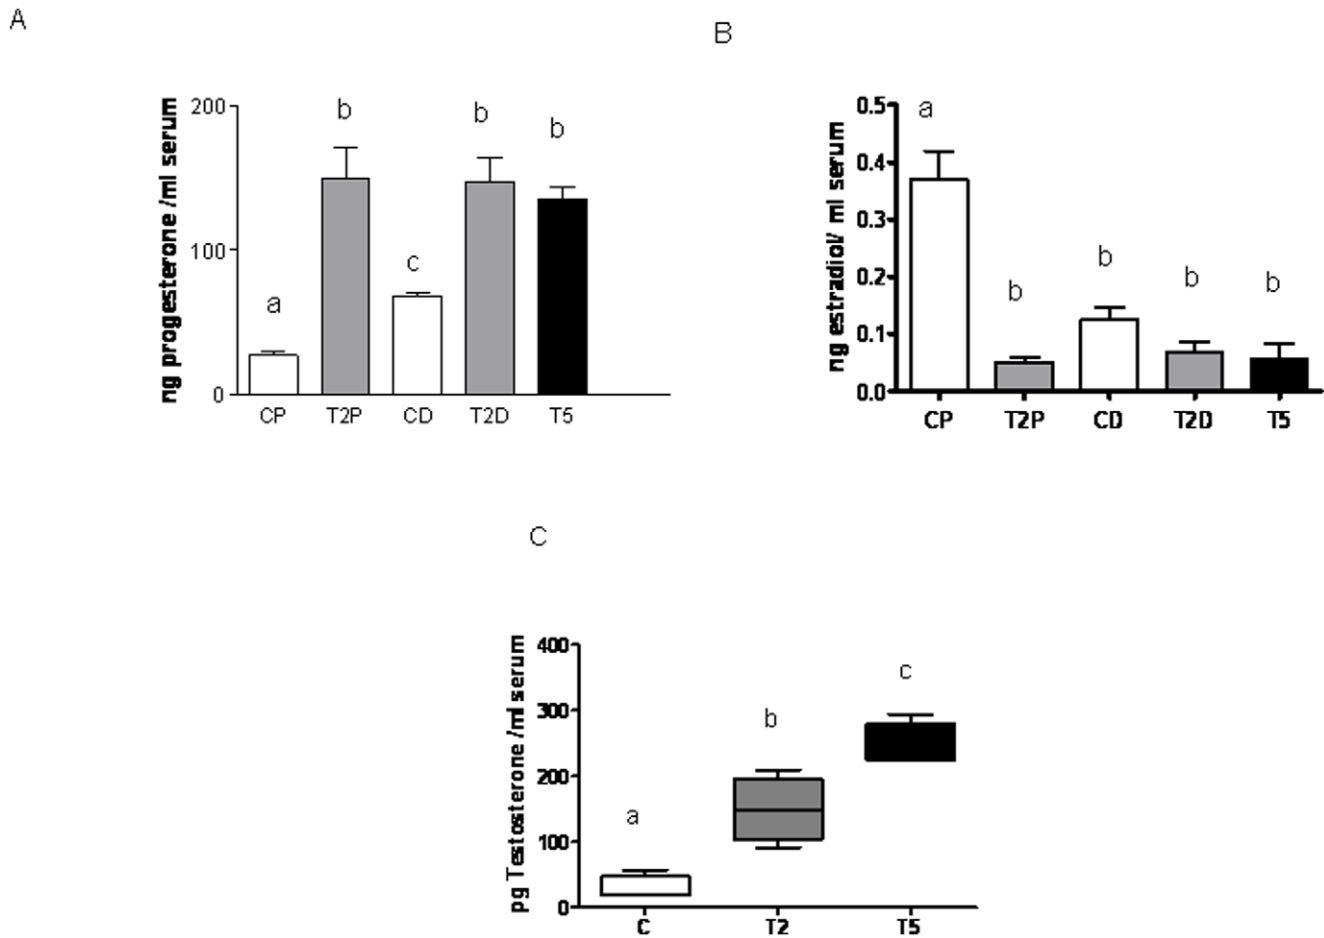 A
B
ng progesterone /ml serum
200
100
0
a
b
c
b
b
CP T2P CD T2D T5
ng estradiol/ ml serum
0.5
0.4
0.3
0.2
0.1
0.0
a
b
b
b
b
CP T2P CD T2D T5
C
pg Testosterone /ml serum
400
300
200
100
0
a
b
c
C T2 T5